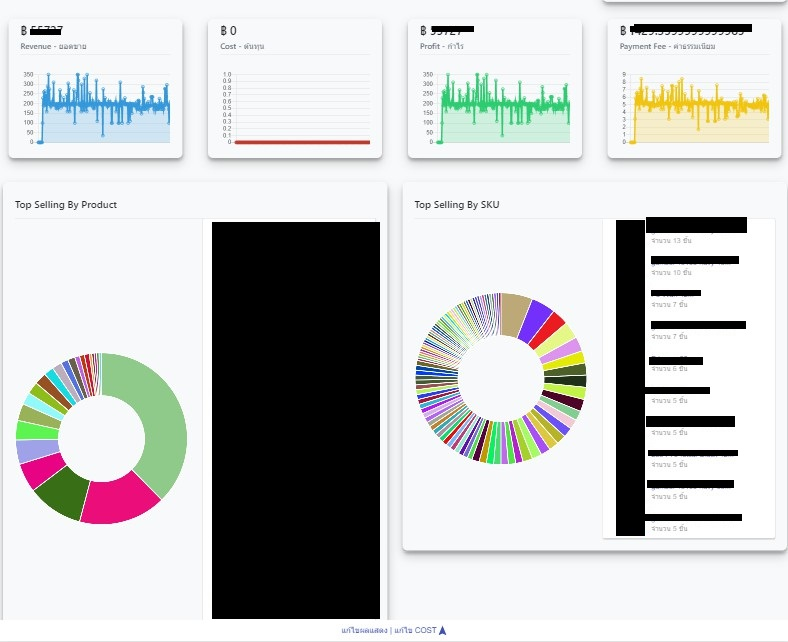 ฿
Revenue - ยอดขาย
350
300
250
200
150
100
50
0
฿ 0
Cost - ต้นทุน
1.0
0.9
0.8
0.7
0.6
0.5
0.4
0.3
0.2
0.1
0
฿
Profit - กำไร
350
300
250
200
150
100
50
0
฿
Payment Fee - ค่าธรรมเนียม
9
8
7
6
5
4
3
2
1
0
Top Selling By Product
Top Selling By SKU
จำนวน 13 ชิ้น
จำนวน 10 ชิ้น
จำนวน 7 ชิ้น
จำนวน 7 ชิ้น
จำนวน 6 ชิ้น
จำนวน 5 ชิ้น
จำนวน 5 ชิ้น
จำนวน 5 ชิ้น
จำนวน 5 ชิ้น
จำนวน 5 ชิ้น
แก้ไขผลแสดง | แก้ไข COST